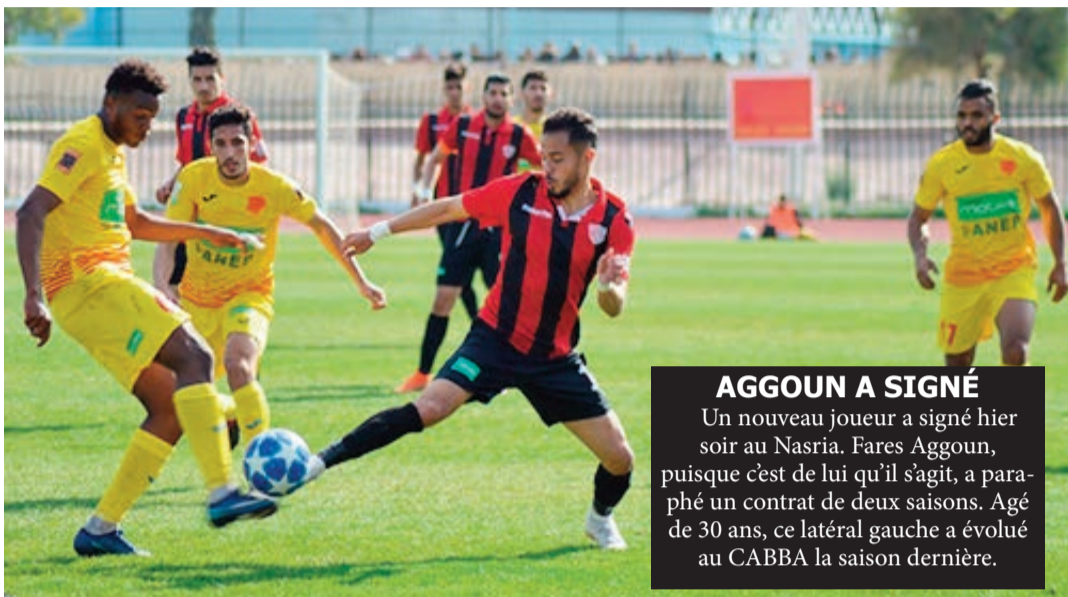 mobilis
AHEP
AGGOUN A SIGNÉ
Un nouveau joueur a signé hier
soir au Nasria. Fares Aggoun,
puisque c'est de lui qu'il s'agit, a para-
phé un contrat de deux saisons. Agé
de 30 ans, ce latéral gauche a évolué
au CABBA la saison dernière.